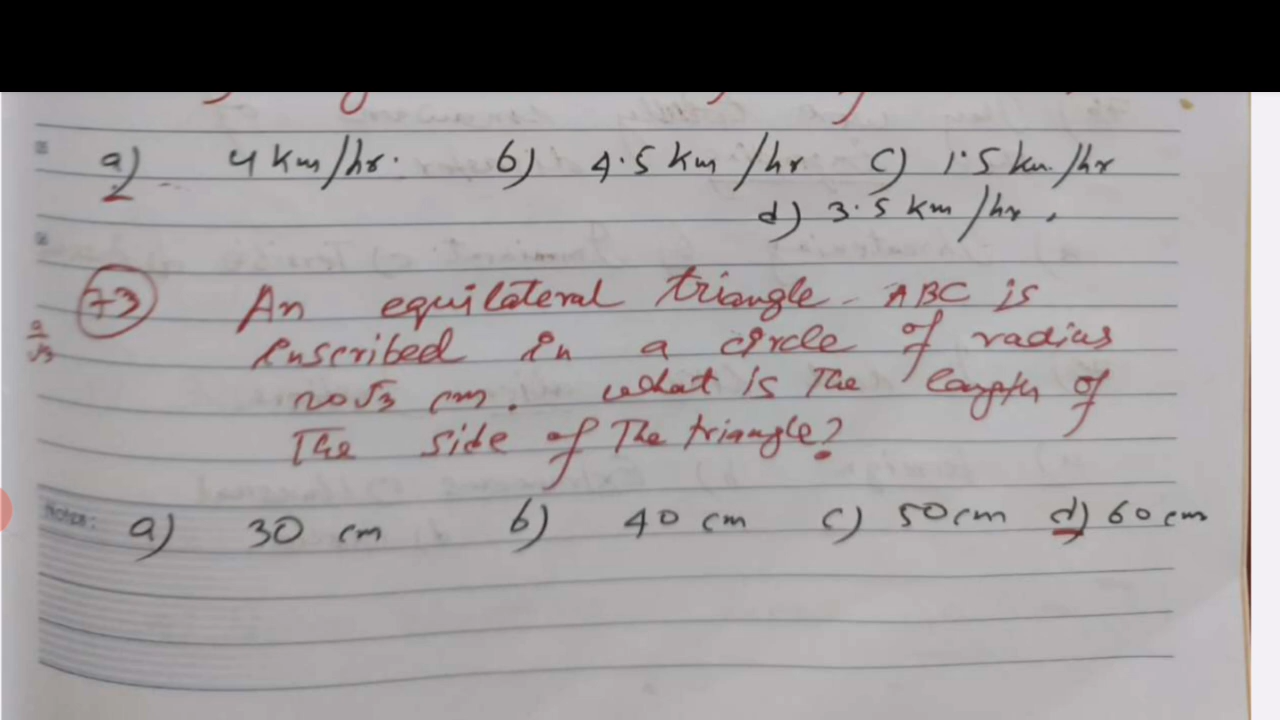 a) 4 km/hr. b) 4.5 km/hr c) 1.5 km/hr
d) 3.5 km/hr.
73 An equilateral triangle ABC is
a/√3 inscribed in a circle of radius
20√3 cm. what is The length of
The side of The triangle?
Notes:
a) 30 cm b) 40 cm c) 50 cm d) 60 cm